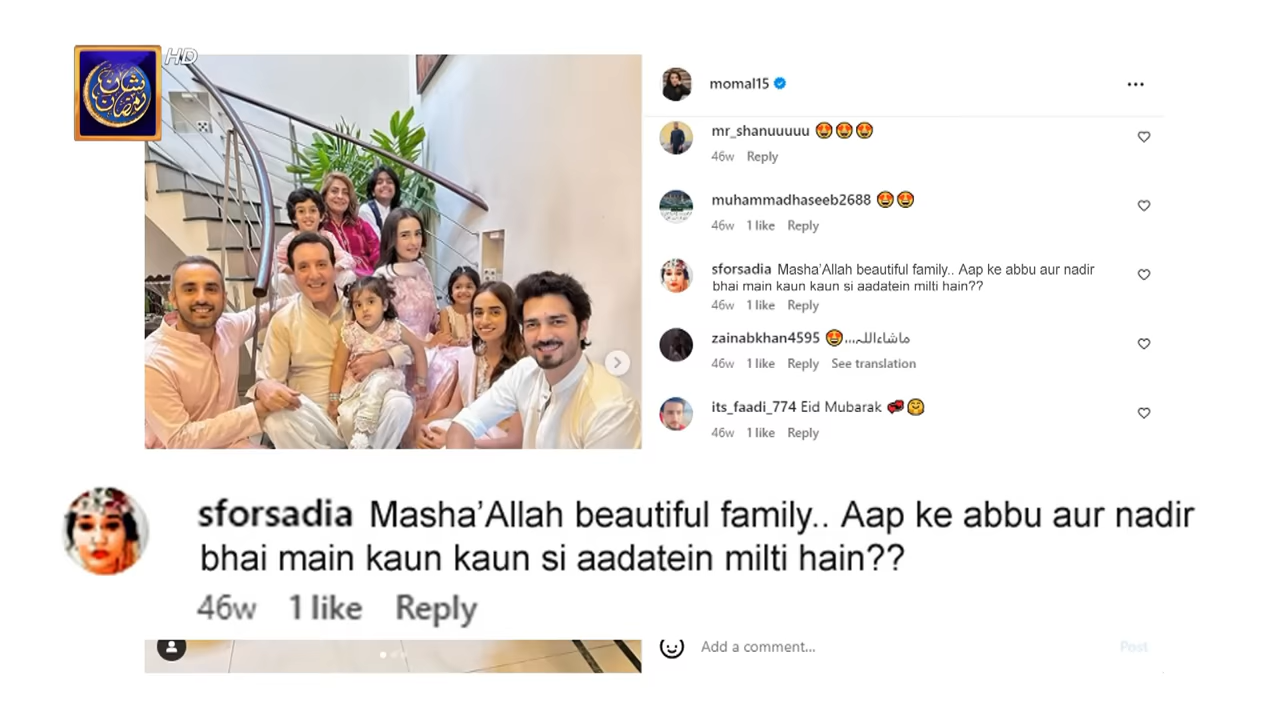 شانِ رمضان
HD
momal15
mr_shanuuuuu 🤩🤩🤩
46w Reply
muhammadhaseeb2688 🤩🤩
46w 1 like Reply
sforsadia Masha'Allah beautiful family.. Aap ke abbu aur nadir
bhai main kaun kaun si aadatein milti hain??
46w 1 like Reply
zainabkhan4595 🤩,,,ماشاءاللہ
46w 1 like Reply See translation
its_faadi_774 Eid Mubarak 💞🤗
46w 1 like Reply
sforsadia Masha'Allah beautiful family.. Aap ke abbu aur nadir
bhai main kaun kaun si aadatein milti hain??
46w 1 like Reply
Add a comment...
Post